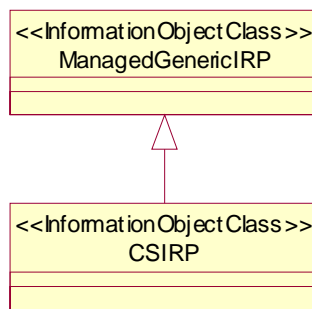 <<InformationObjectClass>>
ManagedGenericIRP
<<InformationObjectClass>>
CSIRP